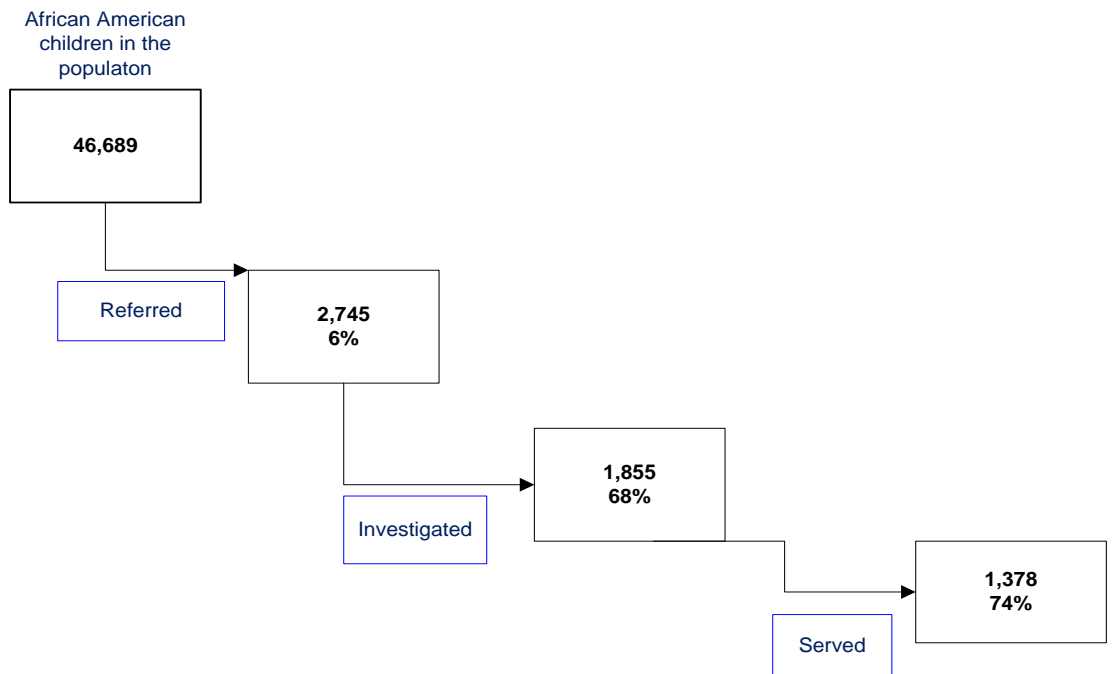 African American
children in the
populaton
46,689
Referred
2,745
6%
Investigated
1,855
68%
Served
1,378
74%